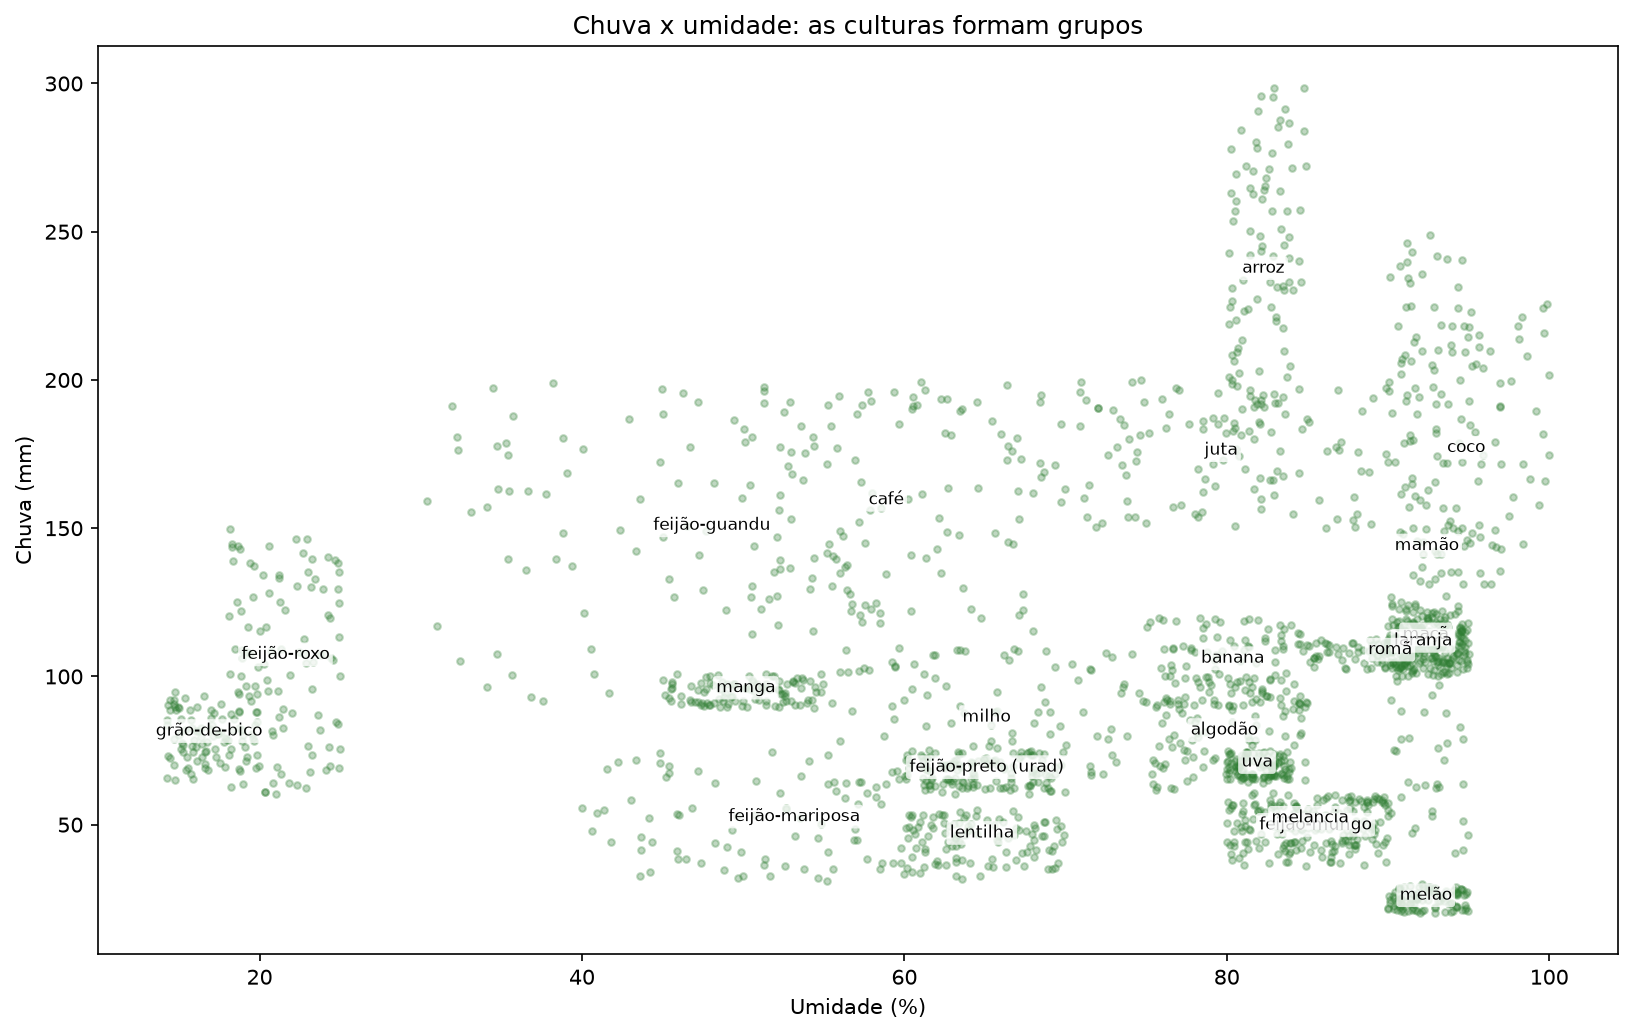 Chuva x umidade: as culturas formam grupos
Chuva (mm)
300
250
200
150
100
50
arroz
juta
coco
café
feijão-guandu
mamão
feijão-roxo
laranja
romã
banana
manga
milho
grão-de-bico
algodão
uva
feijão-preto (urad)
feijão-mariposa
lentilha
melancia
melão
20
40
60
80
100
Umidade (%)